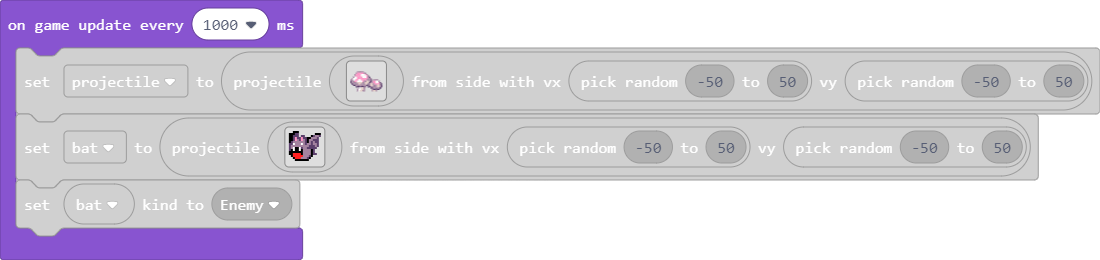 on game update every 1000 ms
set projectile to projectile from side with vx pick random -50 to 50 vy pick random -50 to 50
set bat to projectile from side with vx pick random -50 to 50 vy pick random -50 to 50
set bat kind to Enemy